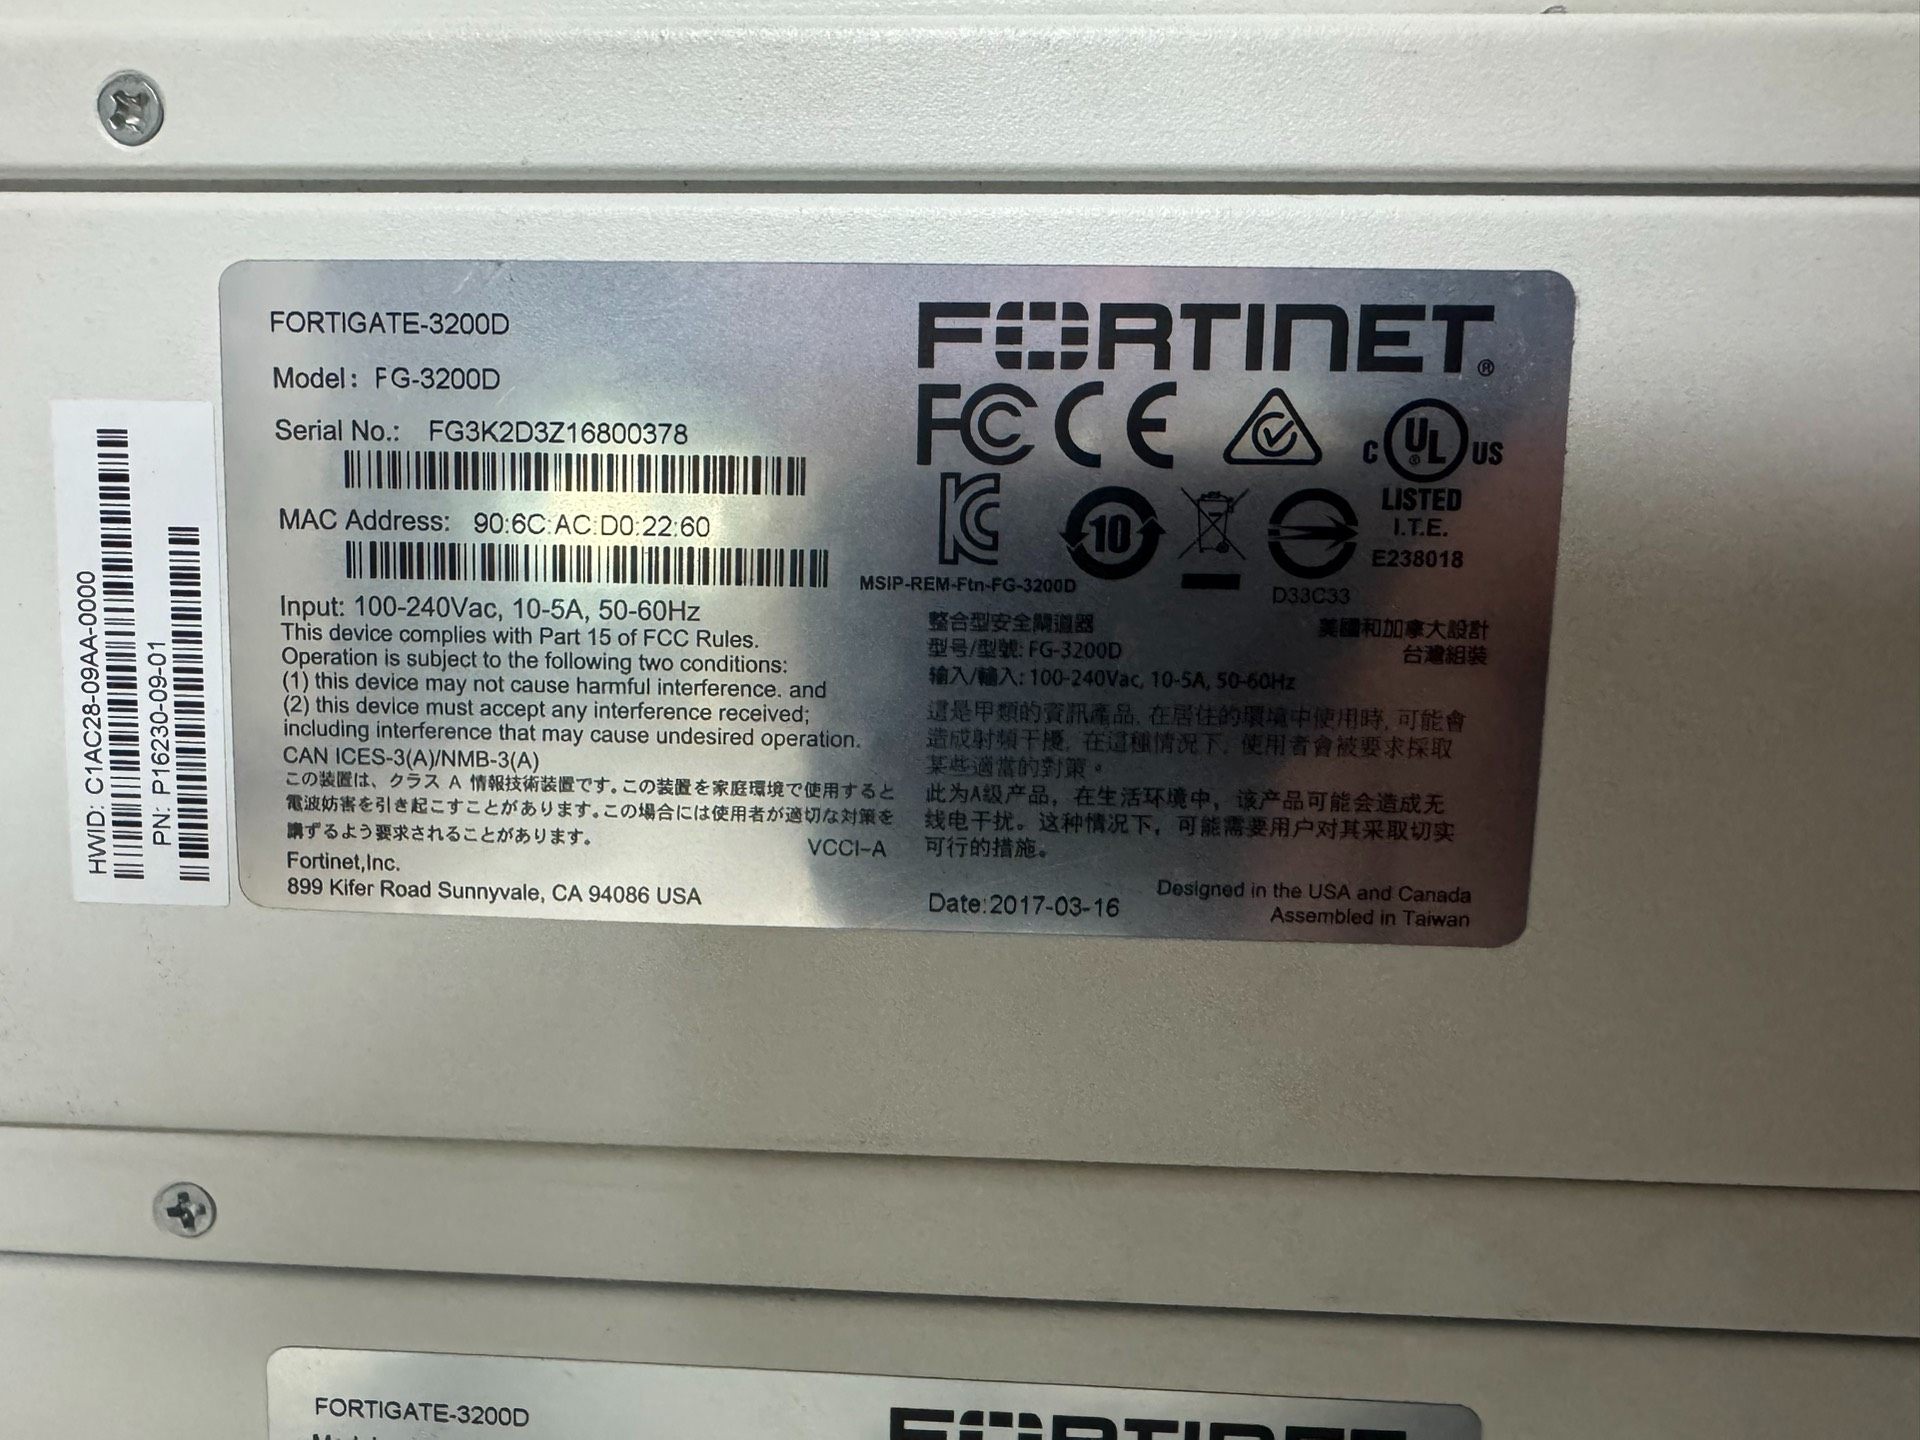 FORTIGATE-3200D
Model: FG-3200D
Serial No.: FG3K2D3Z16800378
MAC Address: 90:6C:AC:D0:22:60
Input: 100-240Vac, 10-5A, 50-60Hz
This device complies with Part 15 of FCC Rules.
Operation is subject to the following two conditions:
(1) this device may not cause harmful interference. and
(2) this device must accept any interference received;
including interference that may cause undesired operation.
CAN ICES-3(A)/NMB-3(A)
この装置は、クラス A 情報技術装置です。この装置を家庭環境で使用すると
電波妨害を引き起こすことがあります。この場合には使用者が適切な対策を
講ずるよう要求されることがあります。
VCCI-A
Fortinet,Inc.
899 Kifer Road Sunnyvale, CA 94086 USA
FORTINET®
FC CE
C UL® US
LISTED
I.T.E.
E238018
KC
10
MSIP-REM-Ftn-FG-3200D
D33C33
整合型安全閘道器
型号/型號: FG-3200D
输入/輸入: 100-240Vac, 10-5A, 50-60Hz
美國和加拿大設計
台灣組裝
這是甲類的資訊產品, 在居住的環境中使用時, 可能會
造成射頻干擾, 在這種情況下, 使用者會被要求採取
某些適當的對策。
此为A级产品，在生活环境中，该产品可能会造成无
线电干扰。这种情况下，可能需要用户对其采取切实
可行的措施。
Date:2017-03-16
Designed in the USA and Canada
Assembled in Taiwan
HWID: C1AC28-09AA-0000
PN: P16230-09-01
FORTIGATE-3200D
FORTINET